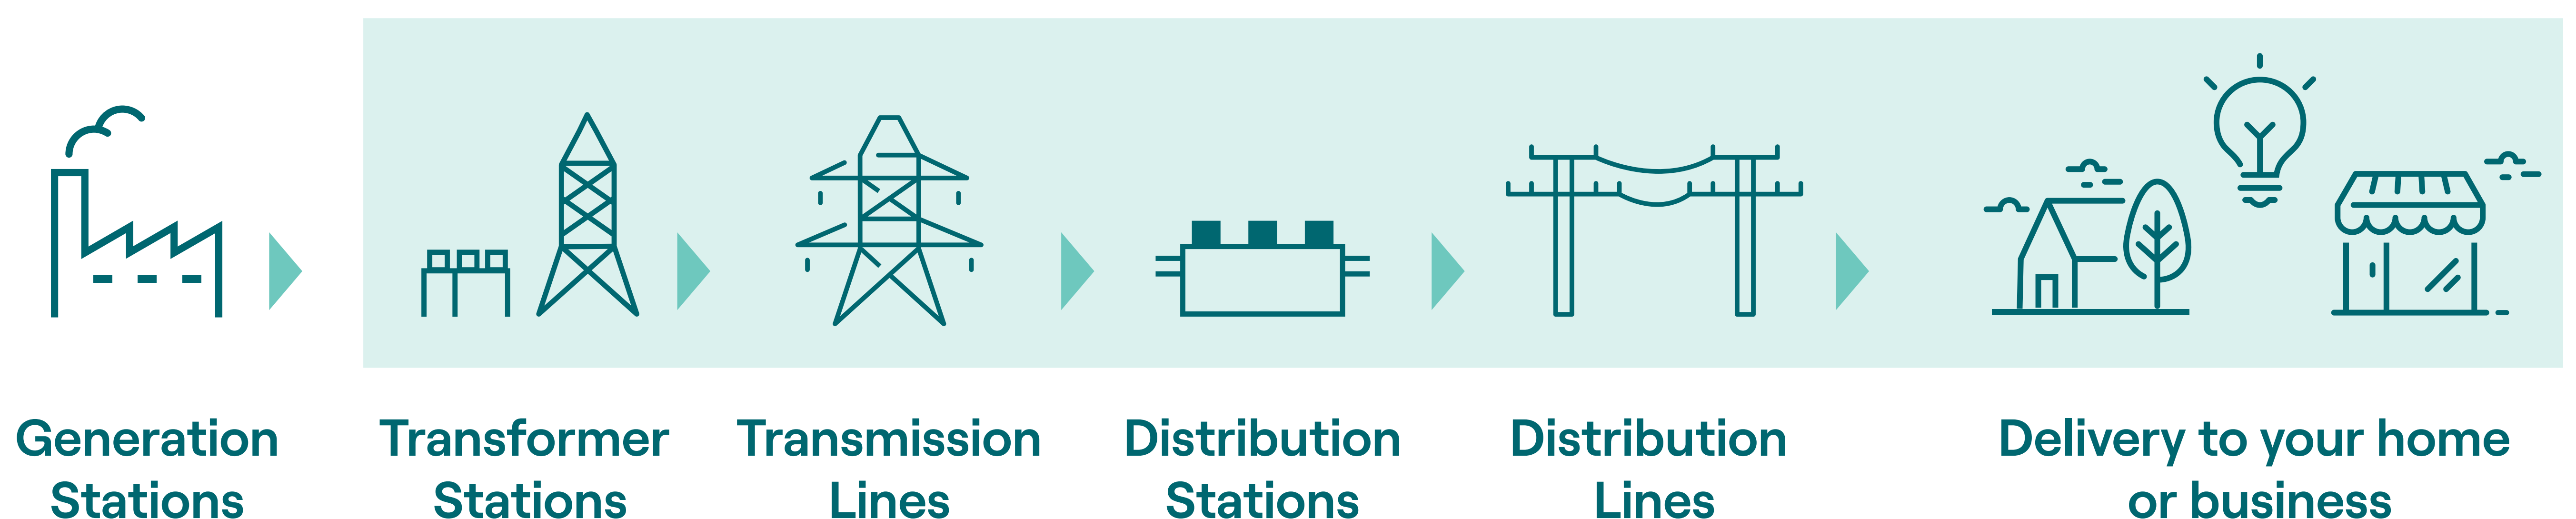 Generation
Stations
Transformer
Stations
Transmission
Lines
Distribution
Stations
Distribution
Lines
Delivery to your home
or business